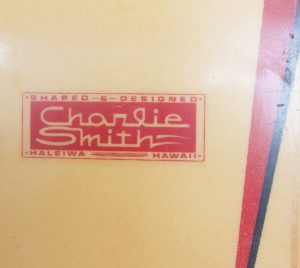 SHAPED & DESIGNED
Charlie
Smith
HALEIWA HAWAII